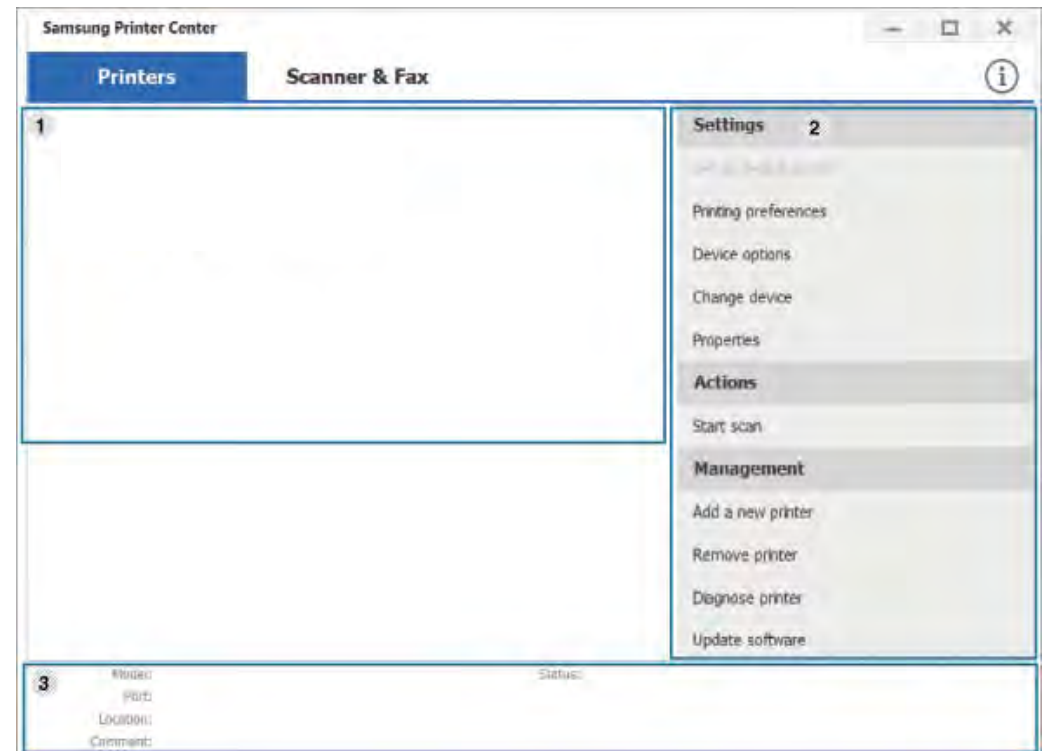 Samsung Printer Center
Printers
Scanner & Fax
i
1
Settings 2
Printing preferences
Device options
Change device
Properties
Actions
Start scan
Management
Add a new printer
Remove printer
Diagnose printer
Update software
3
Model:
Status:
Port:
Location:
Comment: